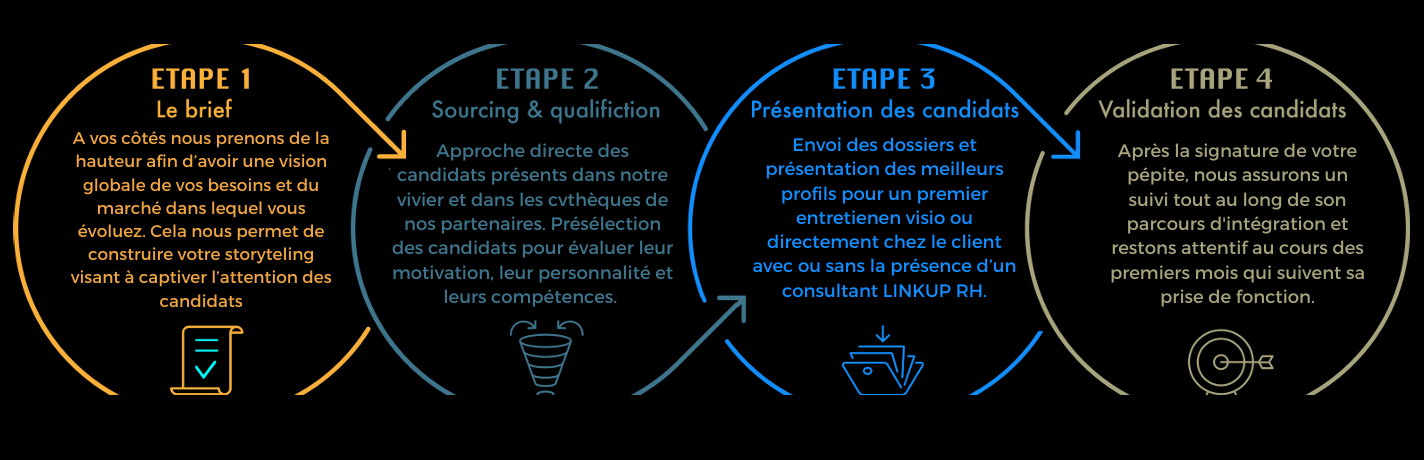 ETAPE 1
Le brief
A vos côtés nous prenons de la
hauteur afin d’avoir une vision
globale de vos besoins et du
marché dans lequel vous
évoluez. Cela nous permet de
construire votre storyteling
visant à captiver l’attention des
candidats
ETAPE 2
Sourcing & qualifiction
Approche directe des
candidats présents dans notre
vivier et dans les cvthèques de
nos partenaires. Présélection
des candidats pour évaluer leur
motivation, leur personnalité et
leurs compétences.
ETAPE 3
Présentation des candidats
Envoi des dossiers et
présentation des meilleurs
profils pour un premier
entretienen visio ou
directement chez le client
avec ou sans la présence d’un
consultant LINKUP RH.
ETAPE 4
Validation des candidats
Après la signature de votre
pépite, nous assurons un
suivi tout au long de son
parcours d'intégration et
restons attentif au cours des
premiers mois qui suivent sa
prise de fonction.